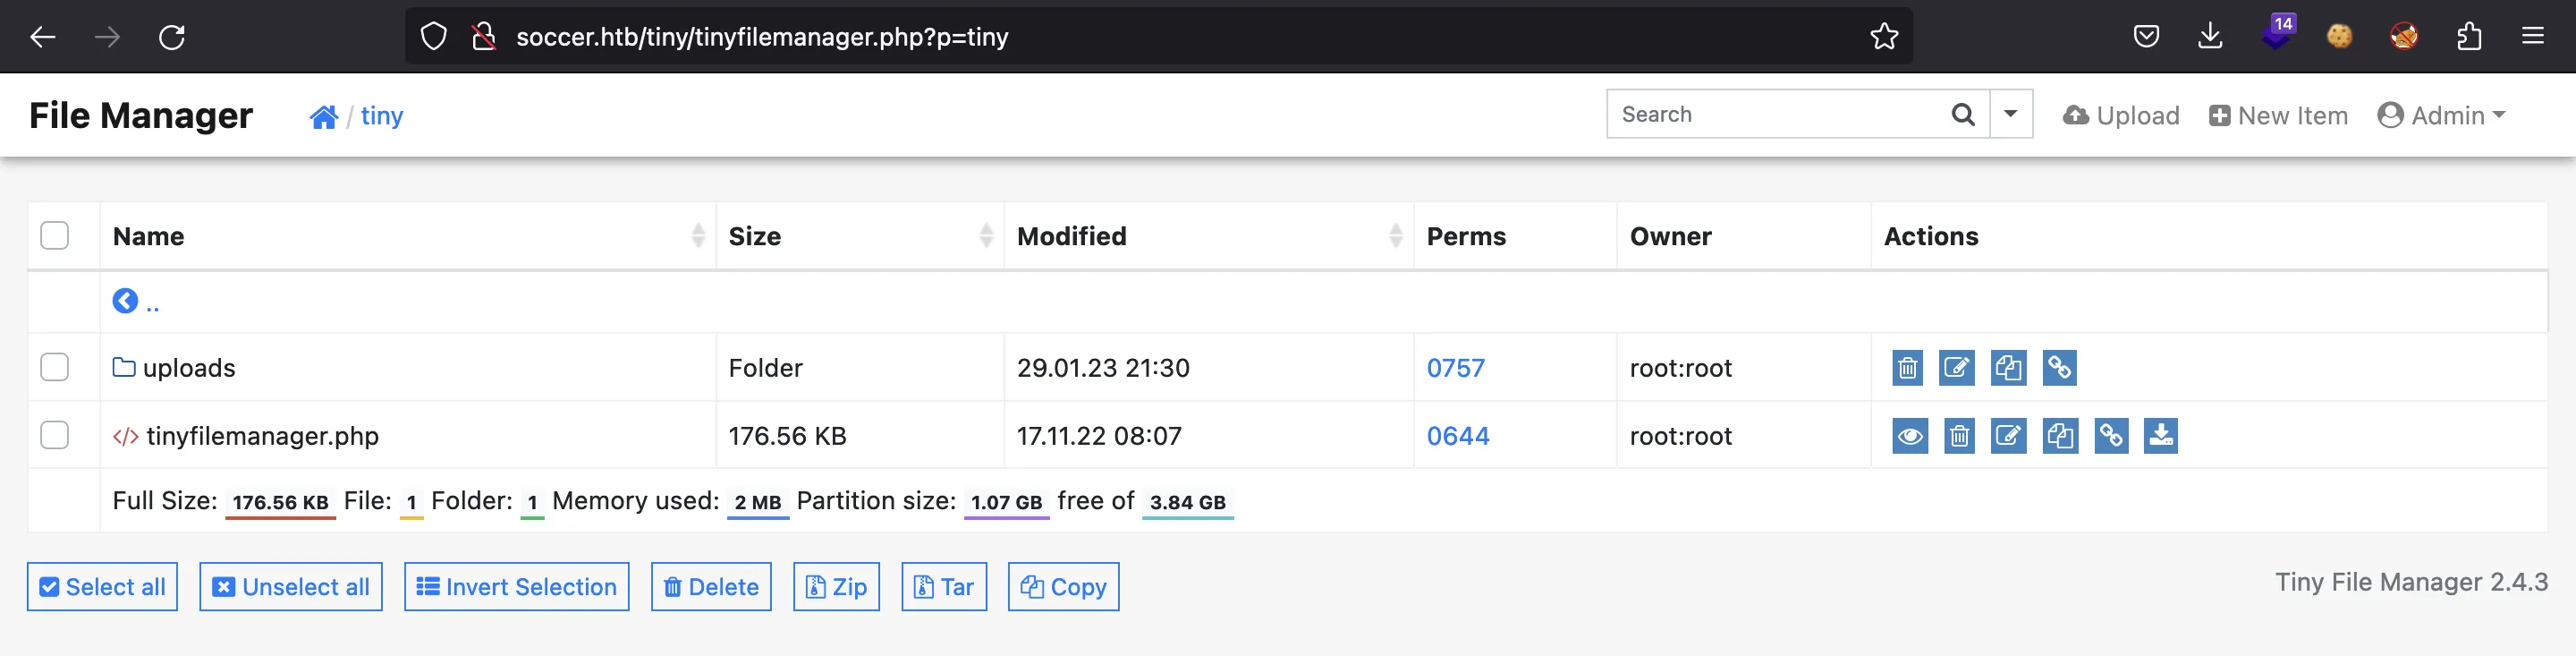 soccer.htb/tiny/tinyfilemanager.php?p=tiny
14
File Manager / tiny Search Upload New Item Admin
Name Size Modified Perms Owner Actions
..
uploads Folder 29.01.23 21:30 0757 root:root
</> tinyfilemanager.php 176.56 KB 17.11.22 08:07 0644 root:root
Full Size: 176.56 KB File: 1 Folder: 1 Memory used: 2 MB Partition size: 1.07 GB free of 3.84 GB
Select all Unselect all Invert Selection Delete Zip Tar Copy
Tiny File Manager 2.4.3